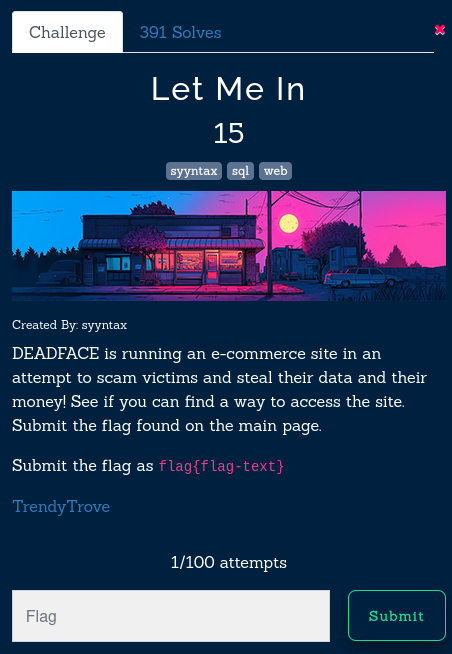 Challenge
391 Solves
Let Me In
15
syyntax sql web
Created By: syyntax
DEADFACE is running an e-commerce site in an
attempt to scam victims and steal their data and their
money! See if you can find a way to access the site.
Submit the flag found on the main page.
Submit the flag as flag{flag-text}
TrendyTrove
1/100 attempts
Flag
Submit